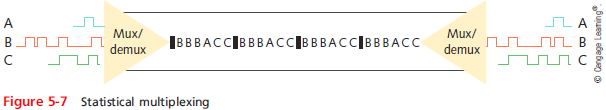 A
B
C
Mux/
demux
BBBACC BBBACC BBBACC BBBACC
Mux/
demux
A
B
C
© Cengage Learning®
Figure 5-7 Statistical multiplexing